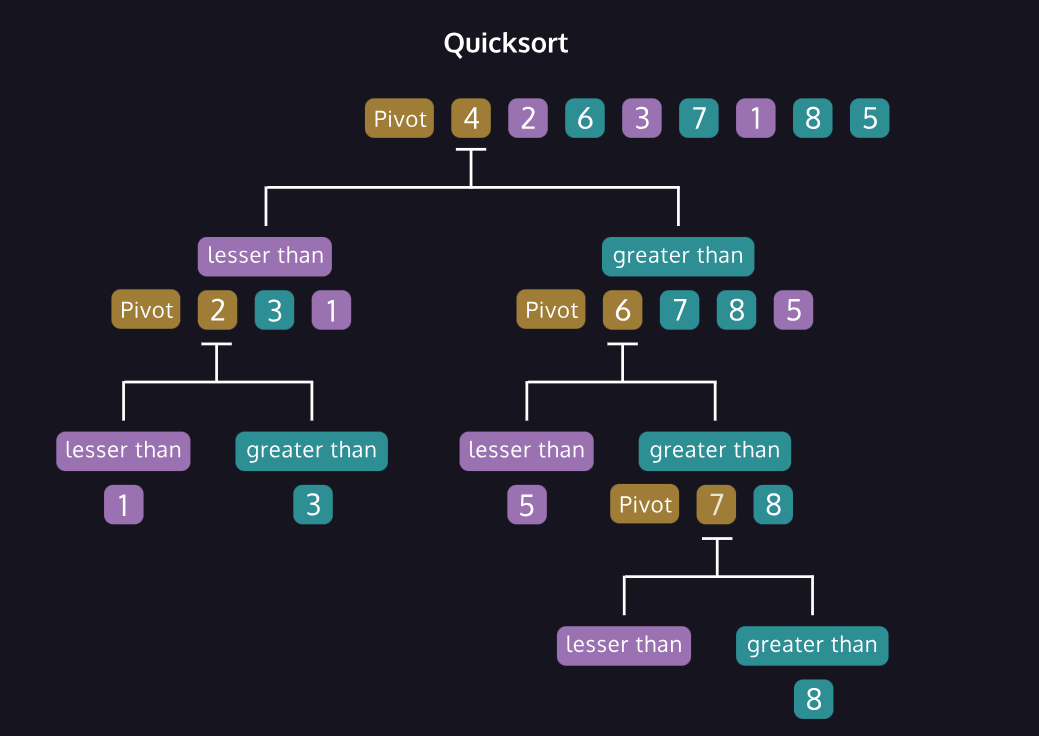 Quicksort
Pivot 4 2 6 3 7 1 8 5
lesser than greater than
Pivot 2 3 1 Pivot 6 7 8 5
lesser than greater than lesser than greater than
1 3 5 Pivot 7 8
lesser than greater than
8